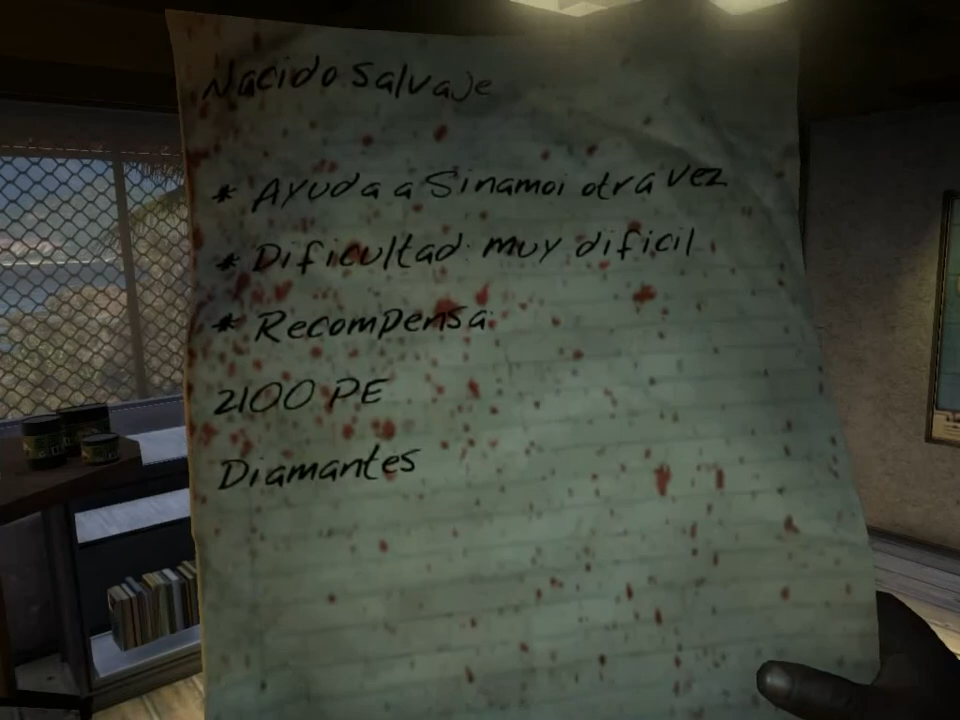 Nacido salvaje
* Ayuda a Sinamoi otra vez
* Dificultad: muy dificil
* Recompensa:
2100 PE
Diamantes